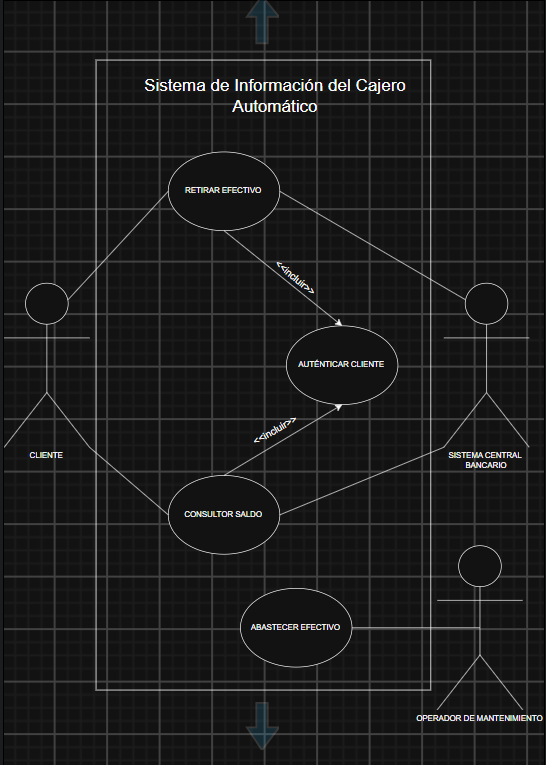 Sistema de Información del Cajero
Automático
RETIRAR EFECTIVO
<<incluir>>
AUTÉNTICAR CLIENTE
CLIENTE
<<incluir>>
SISTEMA CENTRAL
BANCARIO
CONSULTOR SALDO
ABASTECER EFECTIVO
OPERADOR DE MANTENIMIENTO